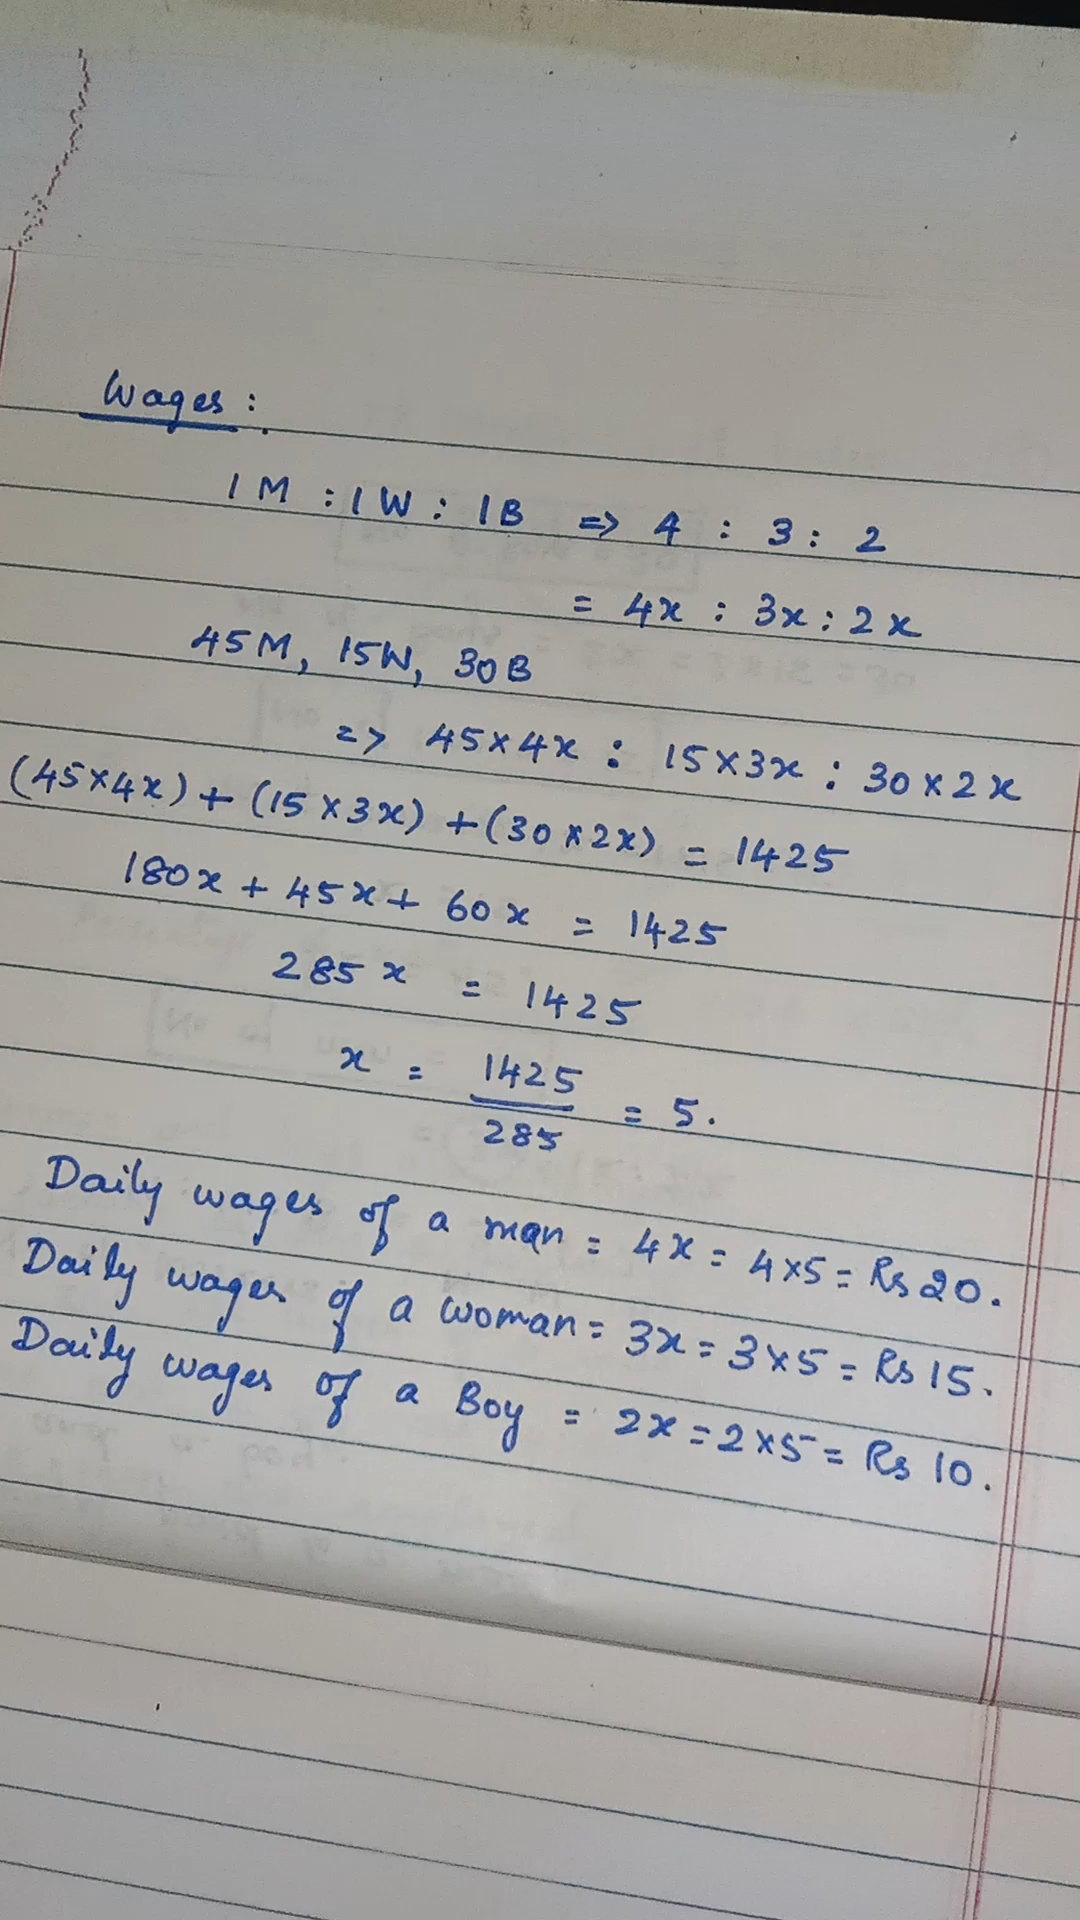 Wages :
1 M : 1 W : 1 B => 4 : 3 : 2
= 4x : 3x : 2x
45M, 15W, 30B
=> 45×4x : 15×3x : 30×2x
(45×4x) + (15×3x) + (30×2x) = 1425
180x + 45x + 60x = 1425
285x = 1425
x = 1425/285 = 5.
Daily wages of a man = 4x = 4×5 = Rs 20.
Daily wages of a woman = 3x = 3×5 = Rs 15.
Daily wages of a Boy = 2x = 2×5 = Rs 10.